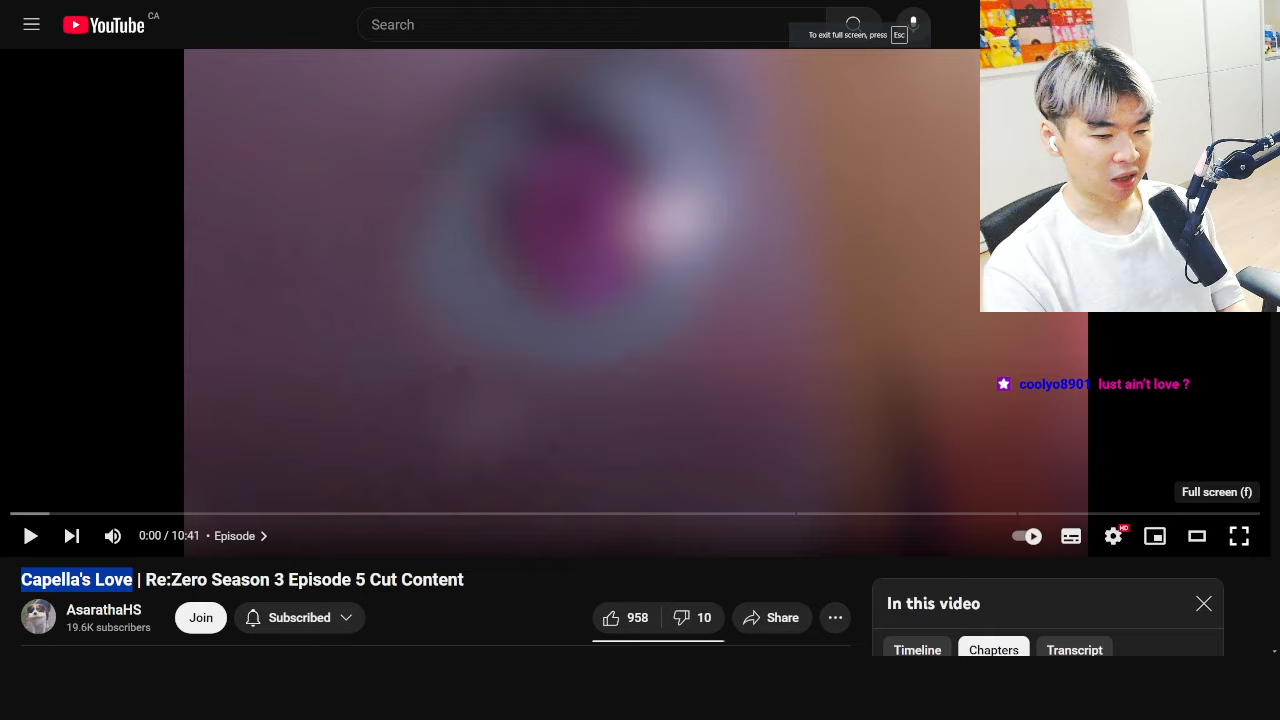 YouTube CA
Search
To exit full screen, press Esc
coolyo8901 lust ain't love ?
Full screen (f)
0:00 / 10:41 • Episode
HD
Capella's Love | Re:Zero Season 3 Episode 5 Cut Content
AsarathaHS
19.6K subscribers
Join
Subscribed
958
10
Share
In this video
Timeline
Chapters
Transcript